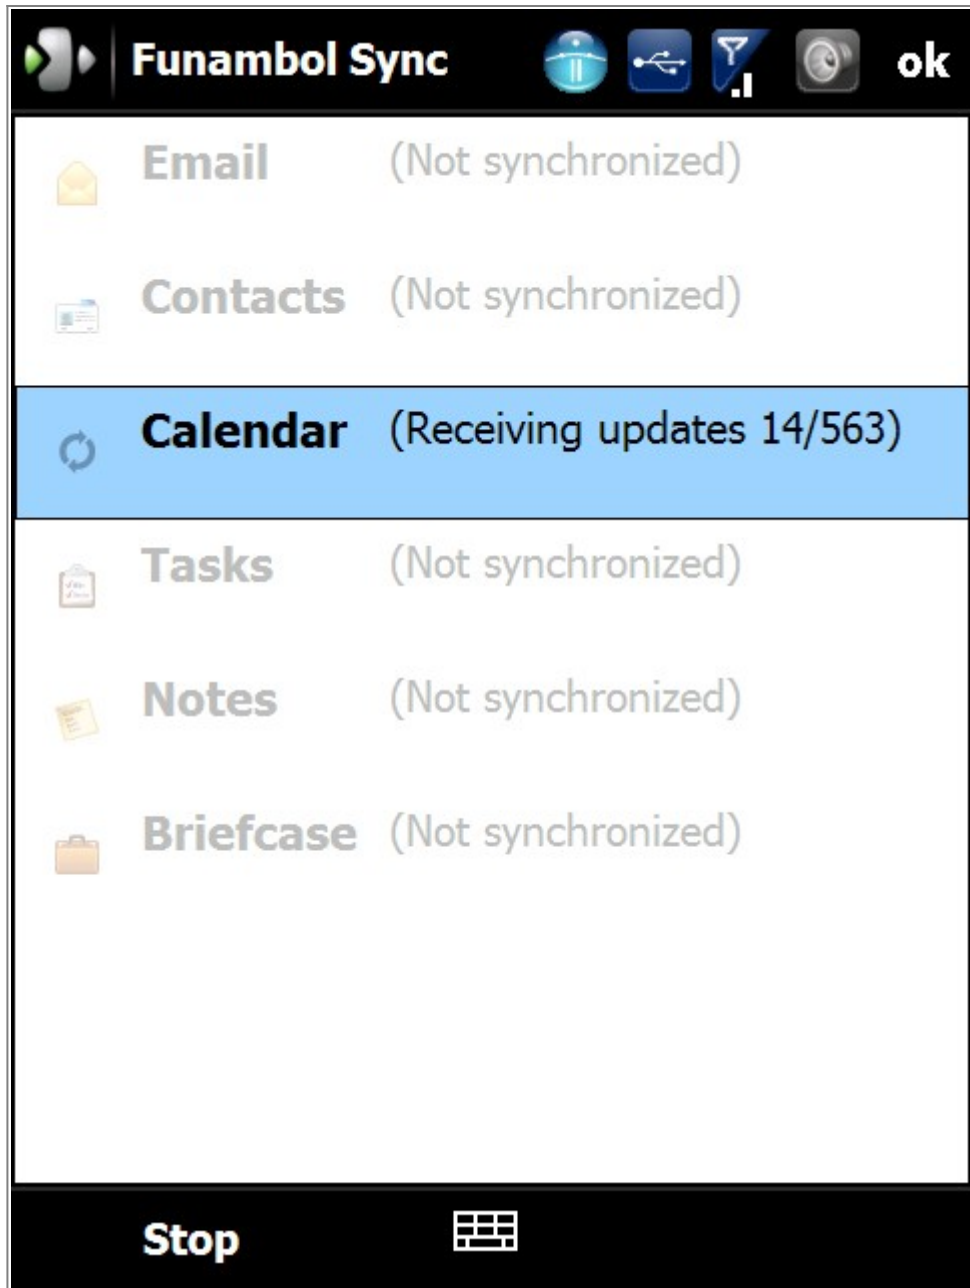 Funambol Sync ok
Email (Not synchronized)
Contacts (Not synchronized)
Calendar (Receiving updates 14/563)
Tasks (Not synchronized)
Notes (Not synchronized)
Briefcase (Not synchronized)
Stop